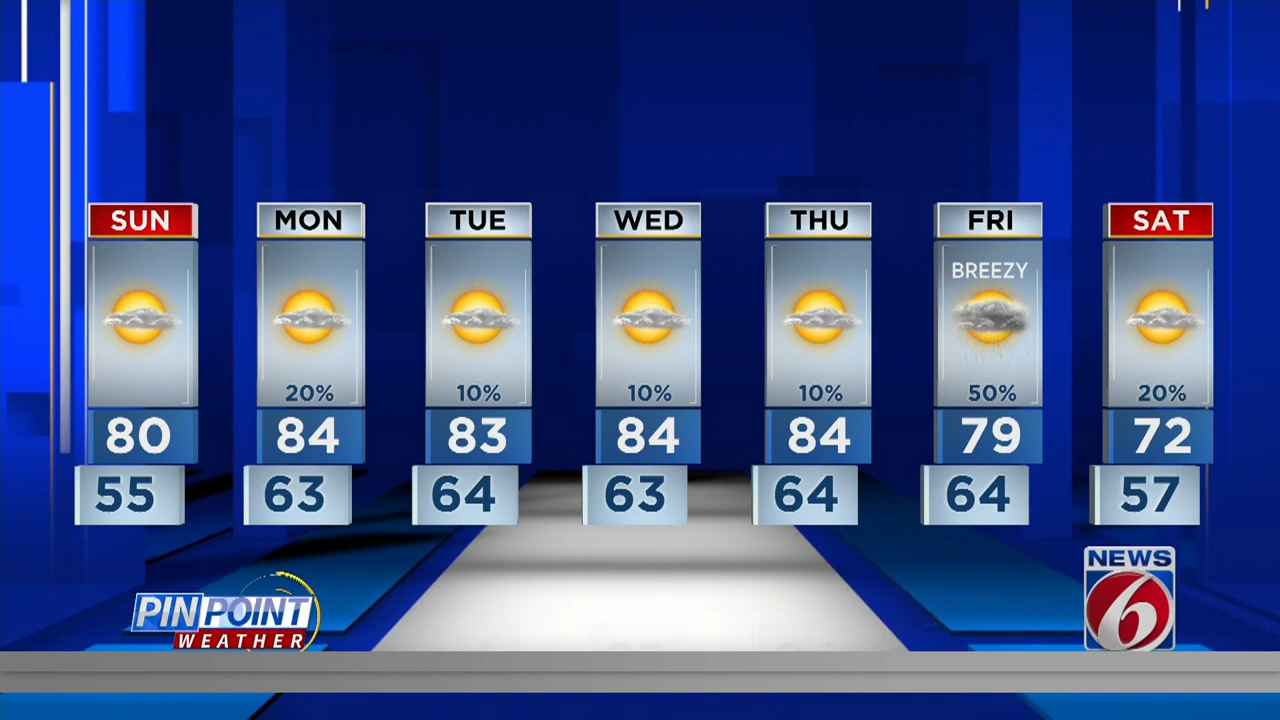 SUN MON TUE WED THU FRI SAT
BREEZY
20% 10% 10% 10% 50% 20%
80 84 83 84 84 79 72
55 63 64 63 64 64 57
PINPOINT
WEATHER
NEWS
6